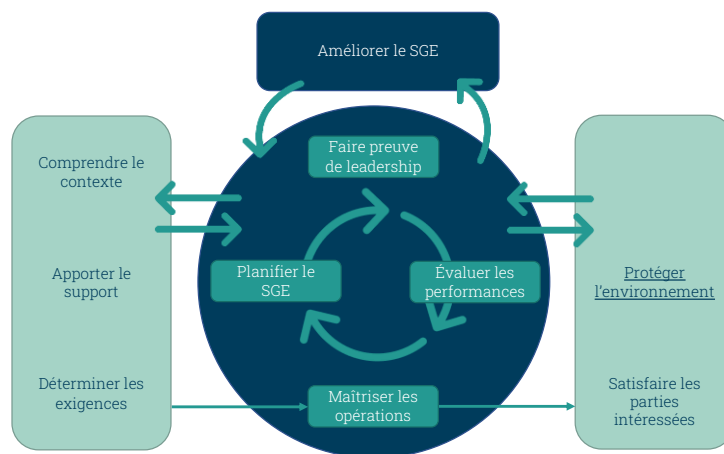 Améliorer le SGE
Comprendre le
contexte
Apporter le
support
Déterminer les
exigences
Faire preuve
de leadership
Planifier le
SGE
Évaluer les
performances
Maîtriser les
opérations
Protéger
l'environnement
Satisfaire les
parties
intéressées